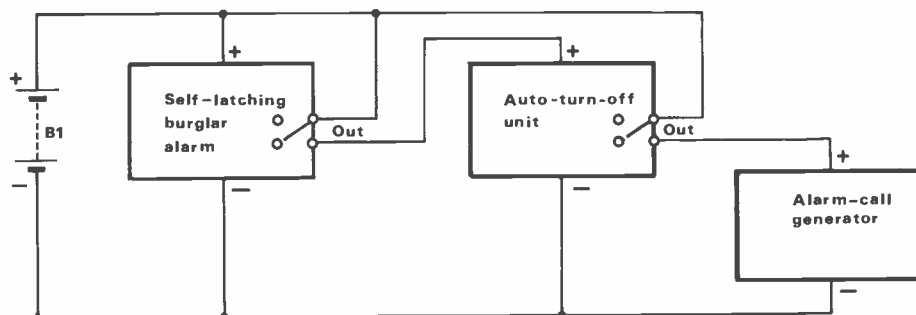 +
B1
−
+
Self-latching
burglar
alarm
Out
−
+
Auto-turn-off
unit
Out
−
+
Alarm-call
generator
−